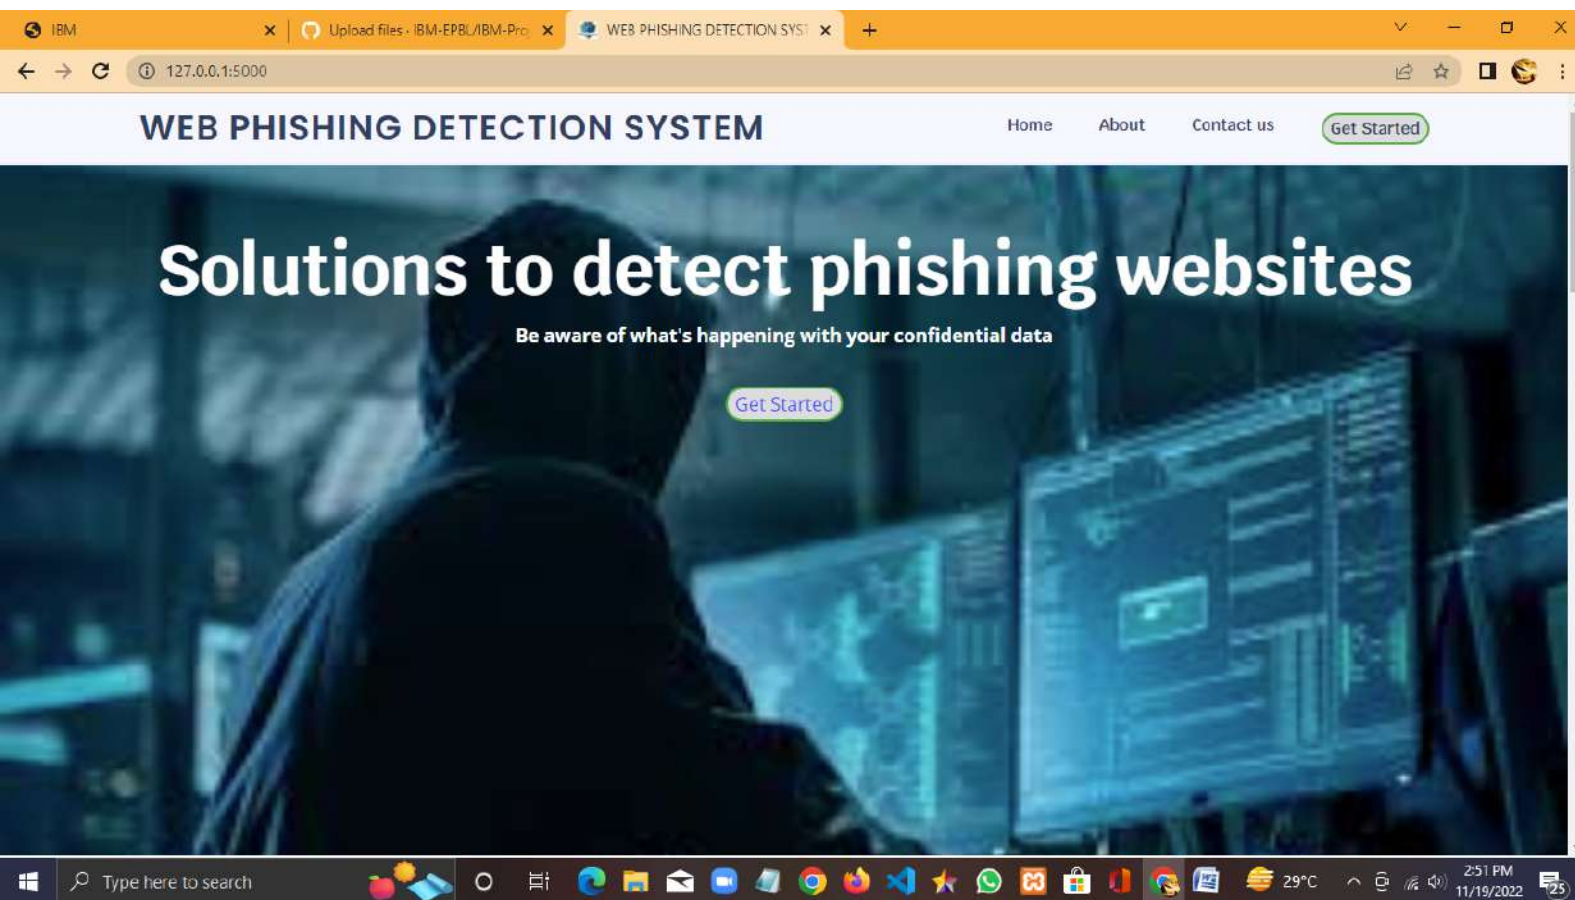 IBM
Upload files · IBM-EPBL/IBM-Pro
WEB PHISHING DETECTION SYST
127.0.0.1:5000
WEB PHISHING DETECTION SYSTEM
Home
About
Contact us
Get Started
Solutions to detect phishing websites
Be aware of what's happening with your confidential data
Get Started
Type here to search
29°C
2:51 PM
11/19/2022
25